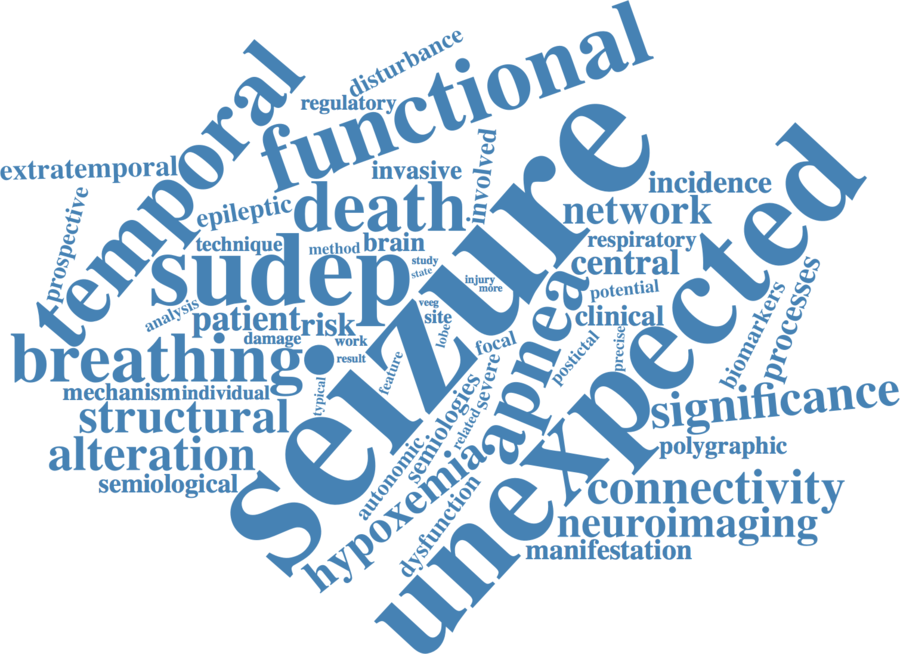 disturbance
regulatory
functional
temporal
extratemporal
invasive
involved
incidence
prospective
epileptic
death
network
technique
method
brain
respiratory
seizure
unexpected
sudep
study
state
central
injury
more
potential
analysis
patient
risk
veeg
site
clinical
apnea
damage
work
lobe
focal
postictal
precise
biomarkers
processes
breathing
.
result
feature
typical
mechanism
individual
severe
related
semiologies
significance
structural
autonomic
alteration
polygraphic
semiological
hypoxemia
dysfunction
connectivity
neuroimaging
manifestation